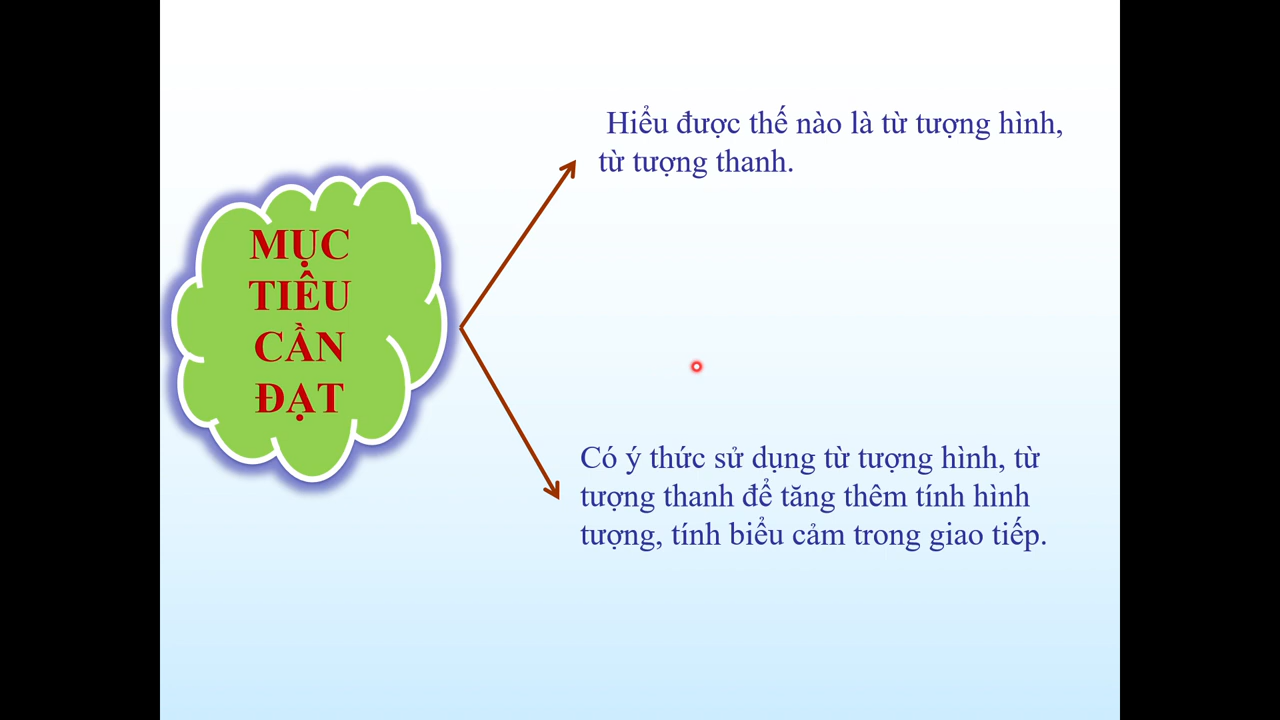 MỤC
TIÊU
CẦN
ĐẠT
Hiểu được thế nào là từ tượng hình,
từ tượng thanh.
Có ý thức sử dụng từ tượng hình, từ
tượng thanh để tăng thêm tính hình
tượng, tính biểu cảm trong giao tiếp.